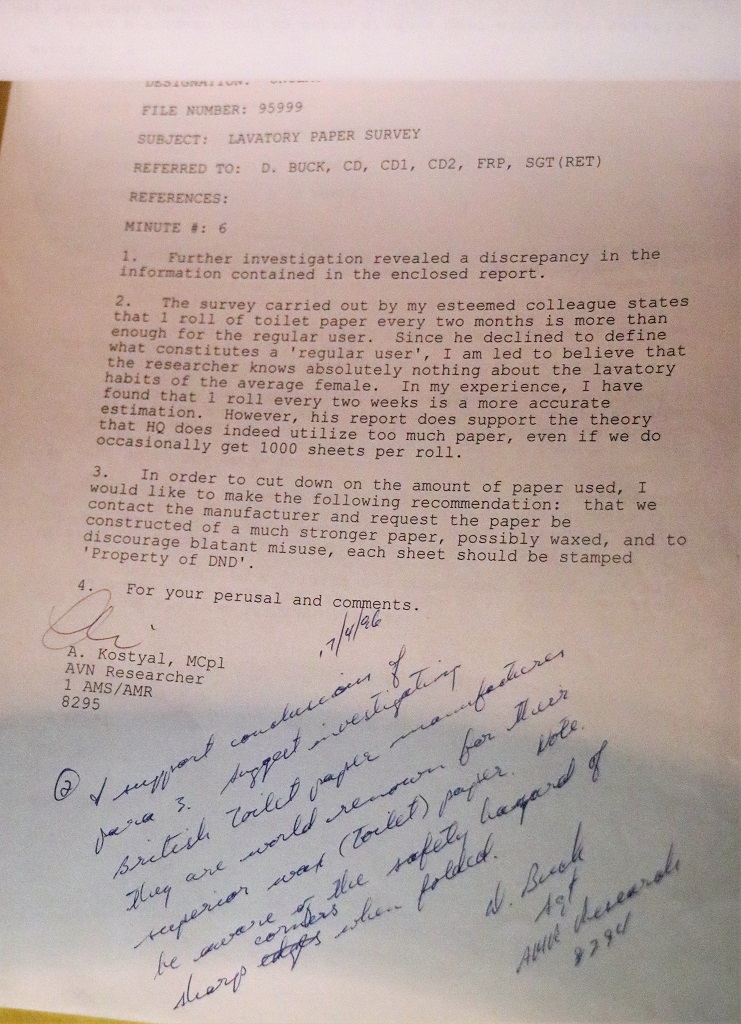 DESIGNATION:
FILE NUMBER: 95999
SUBJECT: LAVATORY PAPER SURVEY
REFERRED TO: D. BUCK, CD, CD1, CD2, FRP, SGT(RET)
REFERENCES:
MINUTE #: 6
1. Further investigation revealed a discrepancy in the
information contained in the enclosed report.
2. The survey carried out by my esteemed colleague states
that 1 roll of toilet paper every two months is more than
enough for the regular user. Since he declined to define
what constitutes a 'regular user', I am led to believe that
the researcher knows absolutely nothing about the lavatory
habits of the average female. In my experience, I have
found that 1 roll every two weeks is a more accurate
estimation. However, his report does support the theory
that HQ does indeed utilize too much paper, even if we do
occasionally get 1000 sheets per roll.
3. In order to cut down on the amount of paper used, I
would like to make the following recommendation: that we
contact the manufacturer and request the paper be
constructed of a much stronger paper, possibly waxed, and to
discourage blatant misuse, each sheet should be stamped
'Property of DND'.
4. For your perusal and comments.
A. Kostyal, MCpl
AVN Researcher
1 AMS/AMR
8295
17/4/96
② I support conclusions of
para 3. Suggest investigating
British toilet paper manufactures
they are world renown for their
superior wax (toilet) paper. Note.
be aware of the safety hazard of
sharp corners when folded.
D. Buck
Sgt
AMR Research
8294